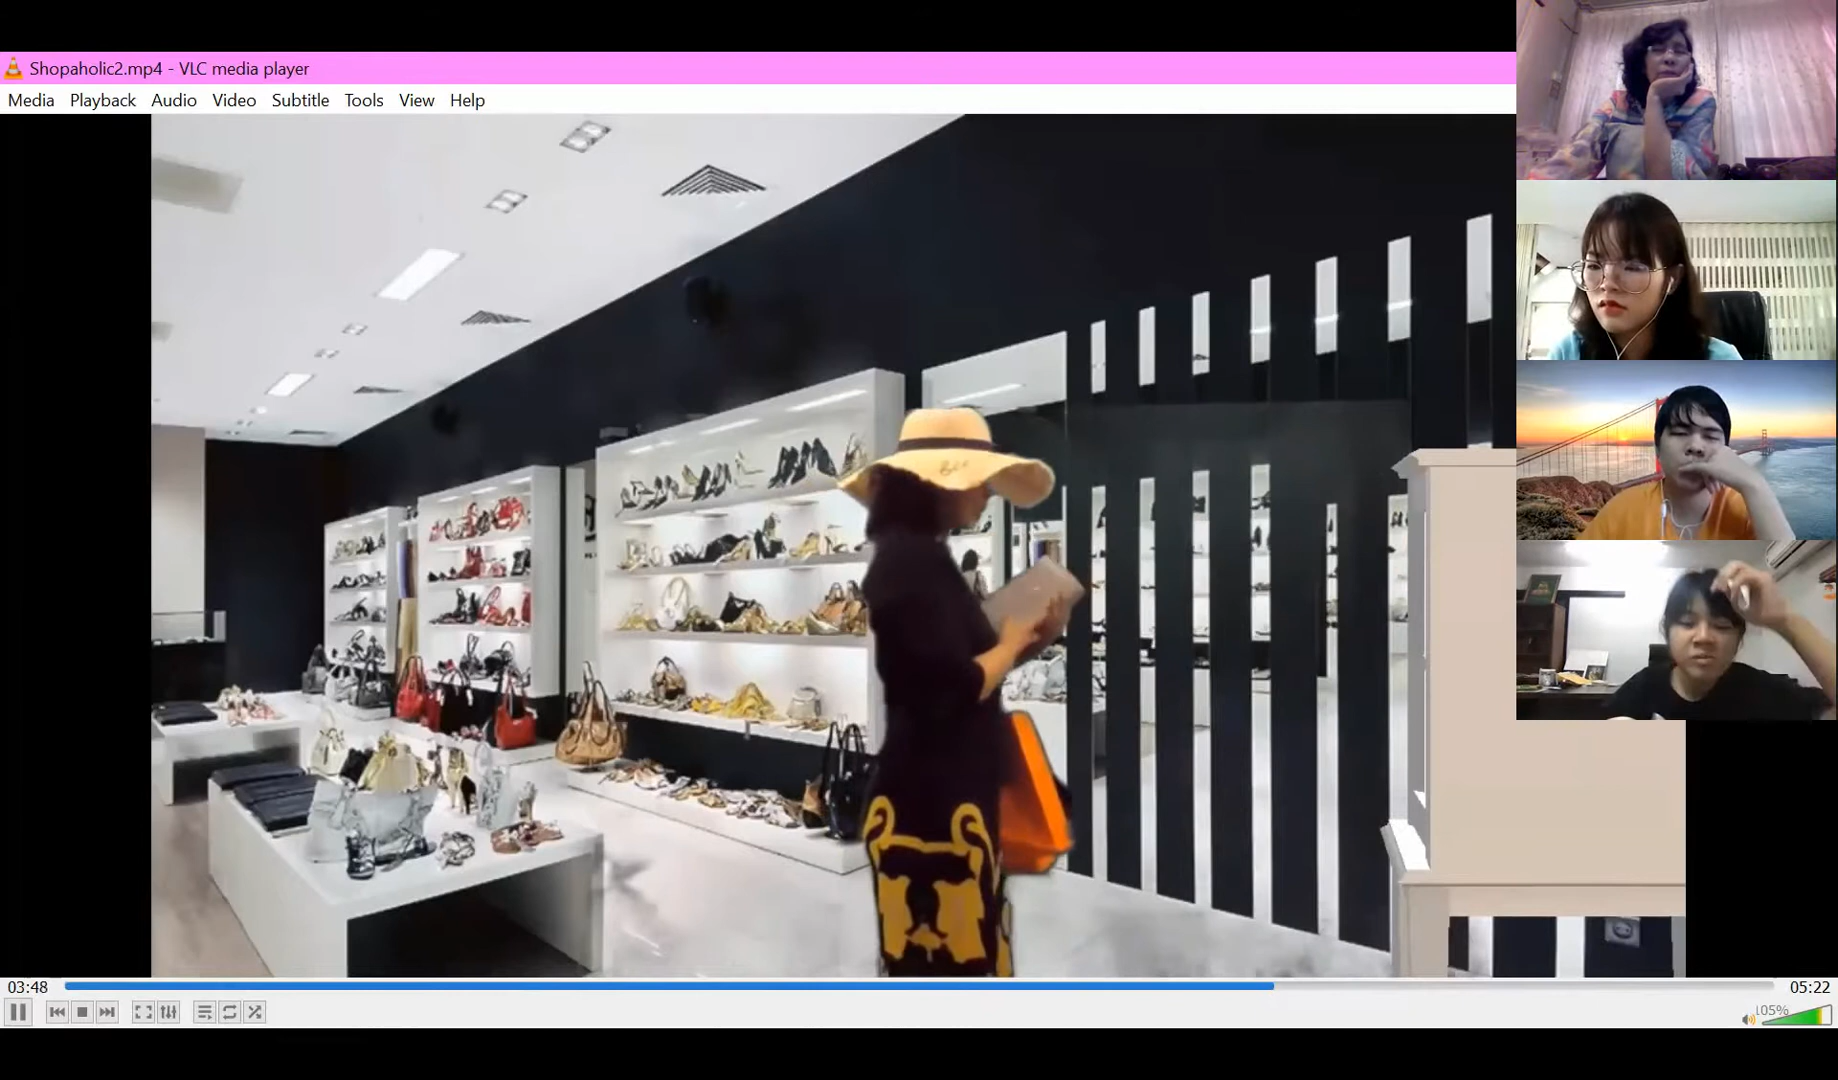 Shopaholic2.mp4 - VLC media player
Media Playback Audio Video Subtitle Tools View Help
03:48
05:22
105%